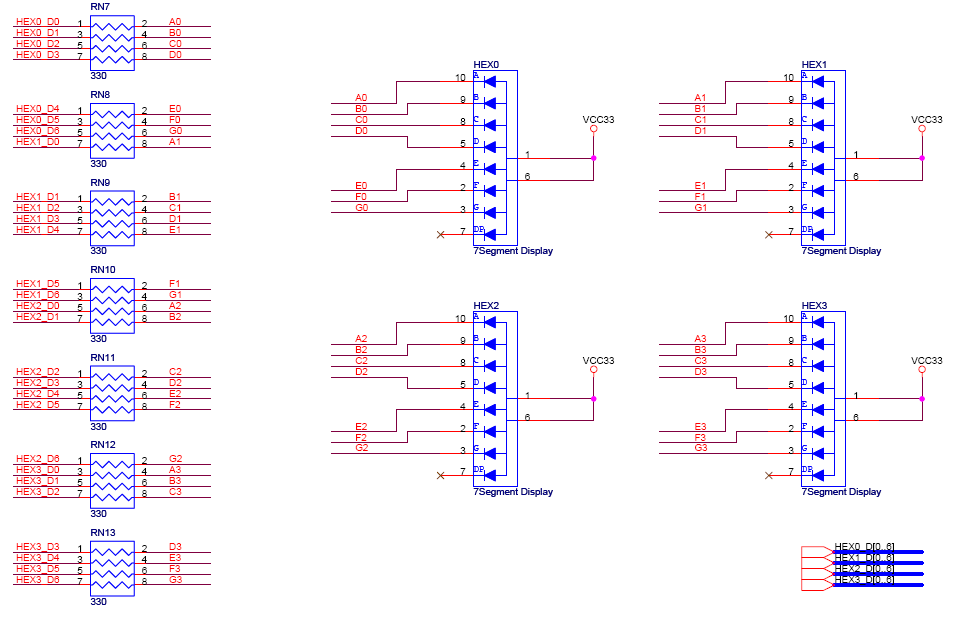 RN7
HEX0_D0 1 2 A0
HEX0_D1 3 4 B0
HEX0_D2 5 6 C0
HEX0_D3 7 8 D0
330
RN8
HEX0_D4 1 2 E0
HEX0_D5 3 4 F0
HEX0_D6 5 6 G0
HEX1_D0 7 8 A1
330
RN9
HEX1_D1 1 2 B1
HEX1_D2 3 4 C1
HEX1_D3 5 6 D1
HEX1_D4 7 8 E1
330
RN10
HEX1_D5 1 2 F1
HEX1_D6 3 4 G1
HEX2_D0 5 6 A2
HEX2_D1 7 8 B2
330
RN11
HEX2_D2 1 2 C2
HEX2_D3 3 4 D2
HEX2_D4 5 6 E2
HEX2_D5 7 8 F2
330
RN12
HEX2_D6 1 2 G2
HEX3_D0 3 4 A3
HEX3_D1 5 6 B3
HEX3_D2 7 8 C3
330
RN13
HEX3_D3 1 2 D3
HEX3_D4 3 4 E3
HEX3_D5 5 6 F3
HEX3_D6 7 8 G3
330
HEX0
10 A
A0
9 B
B0
C0 8 C
D0
5 D
VCC33
1
4 E
6
E0
2 F
F0
G0 3 G
7 DP
7Segment Display
HEX1
10 A
A1
9 B
B1
C1 8 C
D1
5 D
VCC33
1
4 E
6
E1
2 F
F1
G1 3 G
7 DP
7Segment Display
HEX2
10 A
A2
9 B
B2
C2 8 C
D2
5 D
VCC33
1
4 E
6
E2
2 F
F2
G2 3 G
7 DP
7Segment Display
HEX3
10 A
A3
9 B
B3
C3 8 C
D3
5 D
VCC33
1
4 E
6
E3
2 F
F3
G3 3 G
7 DP
7Segment Display
HEX0_D[0..6]
HEX1_D[0..6]
HEX2_D[0..6]
HEX3_D[0..6]